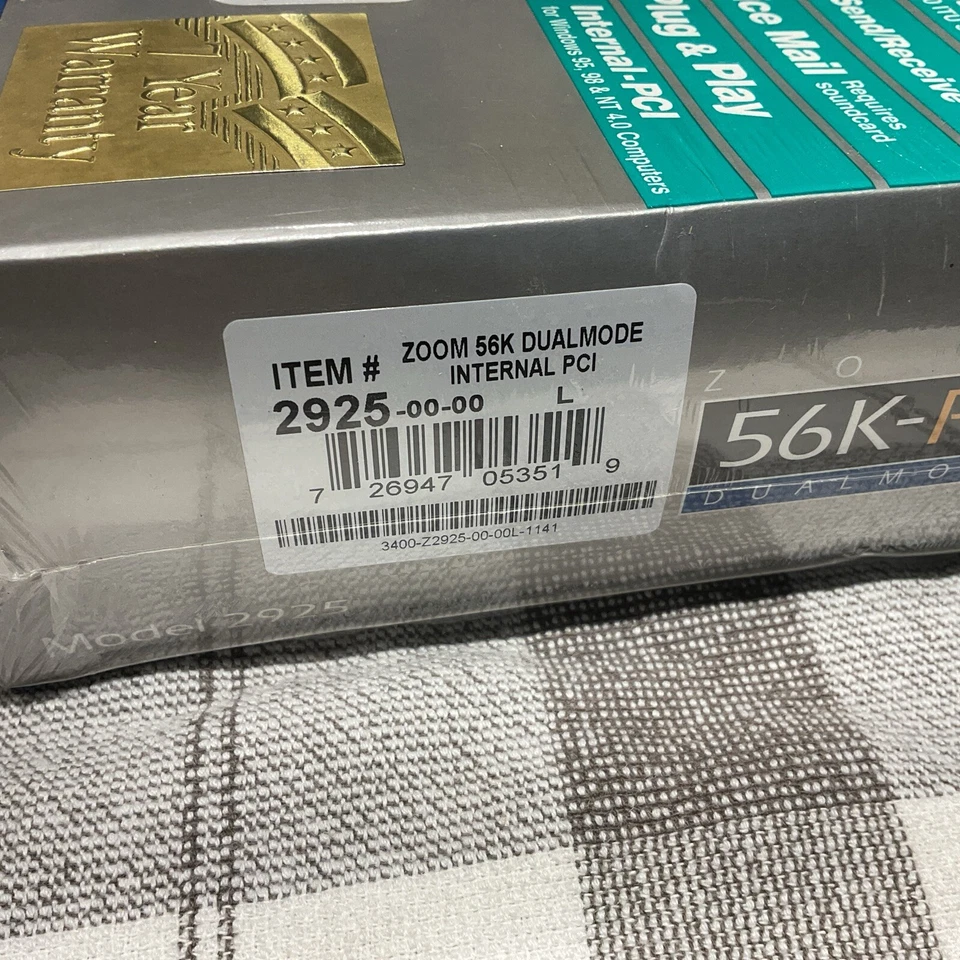 7 Year
Warranty
Internal-PCI
for Windows 95, 98 & NT 4.0 Computers
Plug & Play
Mail
Requires
soundcard
Send/Receive
ITEM #
ZOOM 56K DUALMODE
INTERNAL PCI
2925-00-00
L
7 26947 05351 9
3400-Z2925-00-00L-1141
Z O
56K-
DUALMO
Model 2925